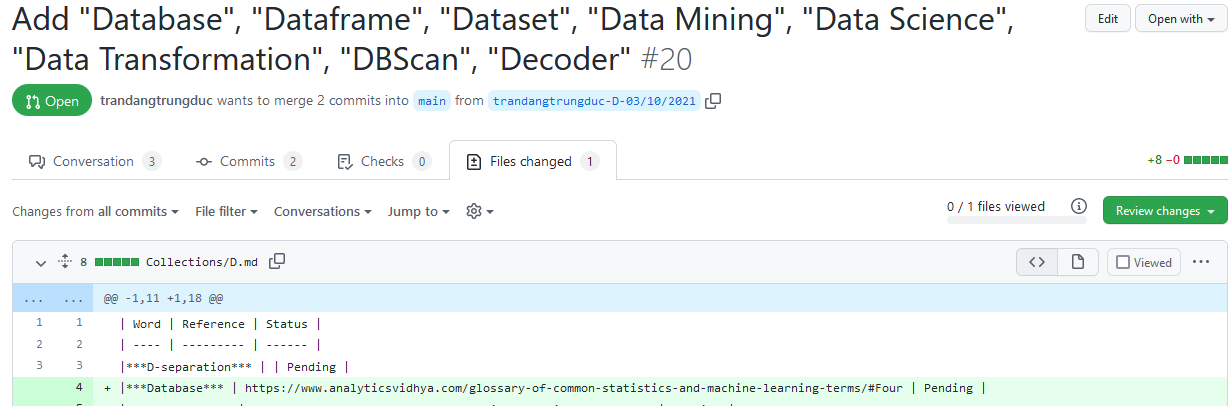 Add "Database", "Dataframe", "Dataset", "Data Mining", "Data Science",
"Data Transformation", "DBScan", "Decoder" #20
Edit
Open with
Open
trandangtrungduc wants to merge 2 commits into main from trandangtrungduc-D-03/10/2021
Conversation 3
Commits 2
Checks 0
Files changed 1
+8 −0
Changes from all commits
File filter
Conversations
Jump to
0 / 1 files viewed
Review changes
8 Collections/D.md
Viewed
...
... ... @@ -1,11 +1,18 @@
1 1 | Word | Reference | Status |
2 2 | ---- | --------- | ------ |
3 3 |***D-separation*** | | Pending |
4 + |***Database*** | https://www.analyticsvidhya.com/glossary-of-common-statistics-and-machine-learning-terms/#Four | Pending |